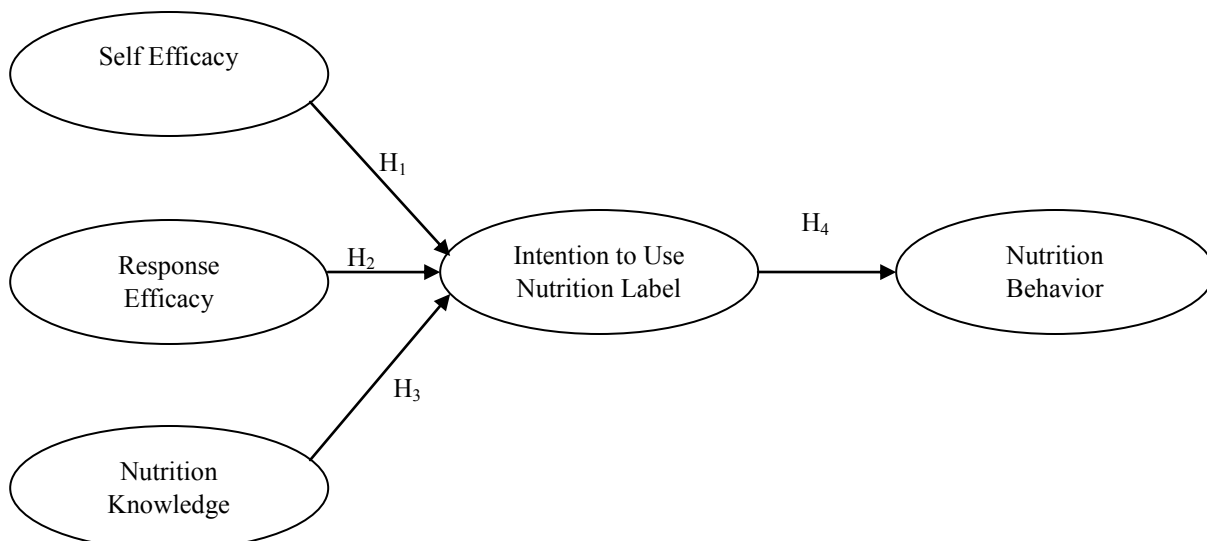 Self Efficacy
H₁
Response
Efficacy
H₂
Intention to Use
Nutrition Label
H₄
Nutrition
Behavior
H₃
Nutrition
Knowledge